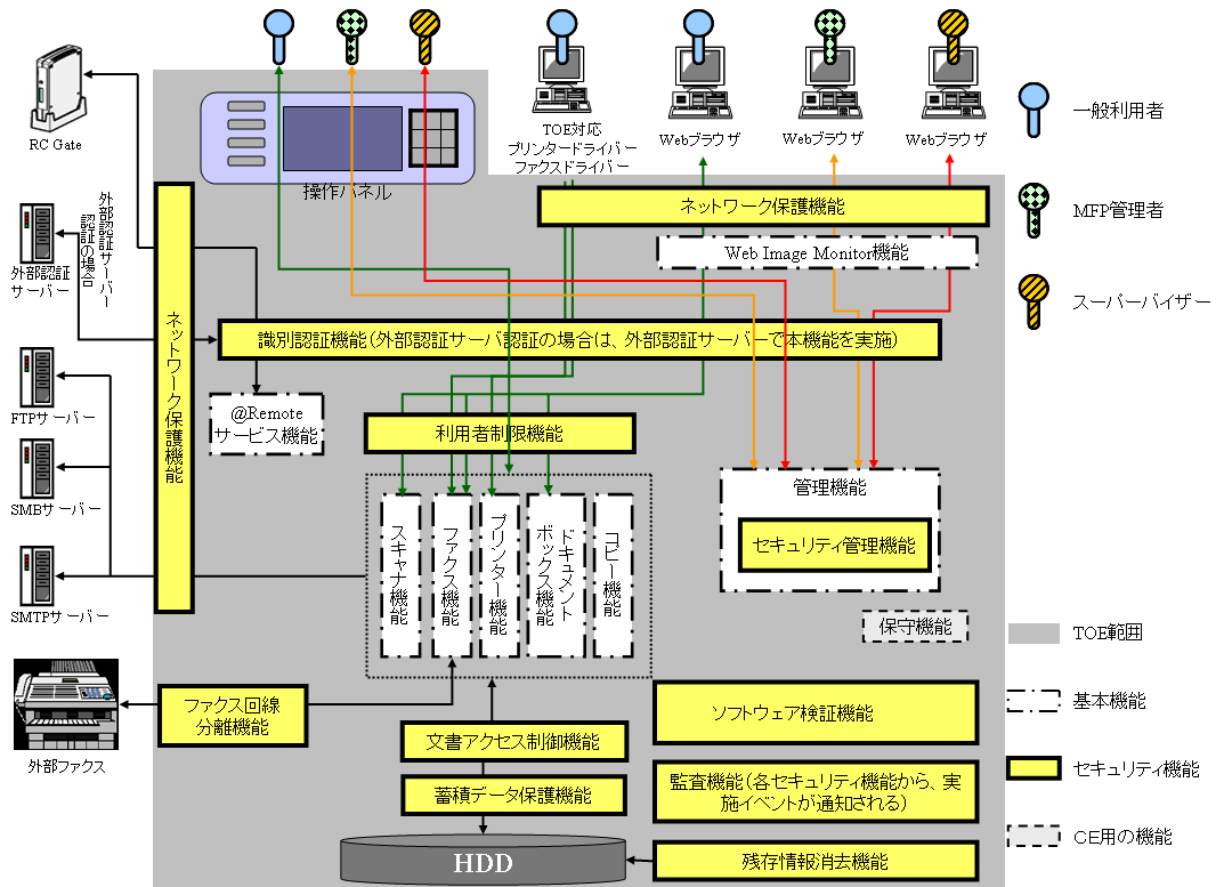 RC Gate
操作パネル
TOE対応
プリンタードライバー
ファクスドライバー
Webブラウザ
Webブラウザ
Webブラウザ
一般利用者
MFP管理者
スーパーバイザー
外部認証サーバー
認証の場合
外部認証
サーバー
ネットワーク保護機能
ネットワーク保護機能
Web Image Monitor機能
識別認証機能(外部認証サーバ認証の場合は、外部認証サーバーで本機能を実施)
FTPサーバー
SMBサーバー
SMTPサーバー
@Remote
サービス機能
利用者制限機能
スキャナ機能
ファクス機能
プリンター機能
ドキュメント
ボックス機能
コピー機能
管理機能
セキュリティ管理機能
保守機能
外部ファクス
ファクス回線
分離機能
文書アクセス制御機能
蓄積データ保護機能
HDD
ソフトウェア検証機能
監査機能(各セキュリティ機能から、実
施イベントが通知される)
残存情報消去機能
TOE範囲
基本機能
セキュリティ機能
CE用の機能